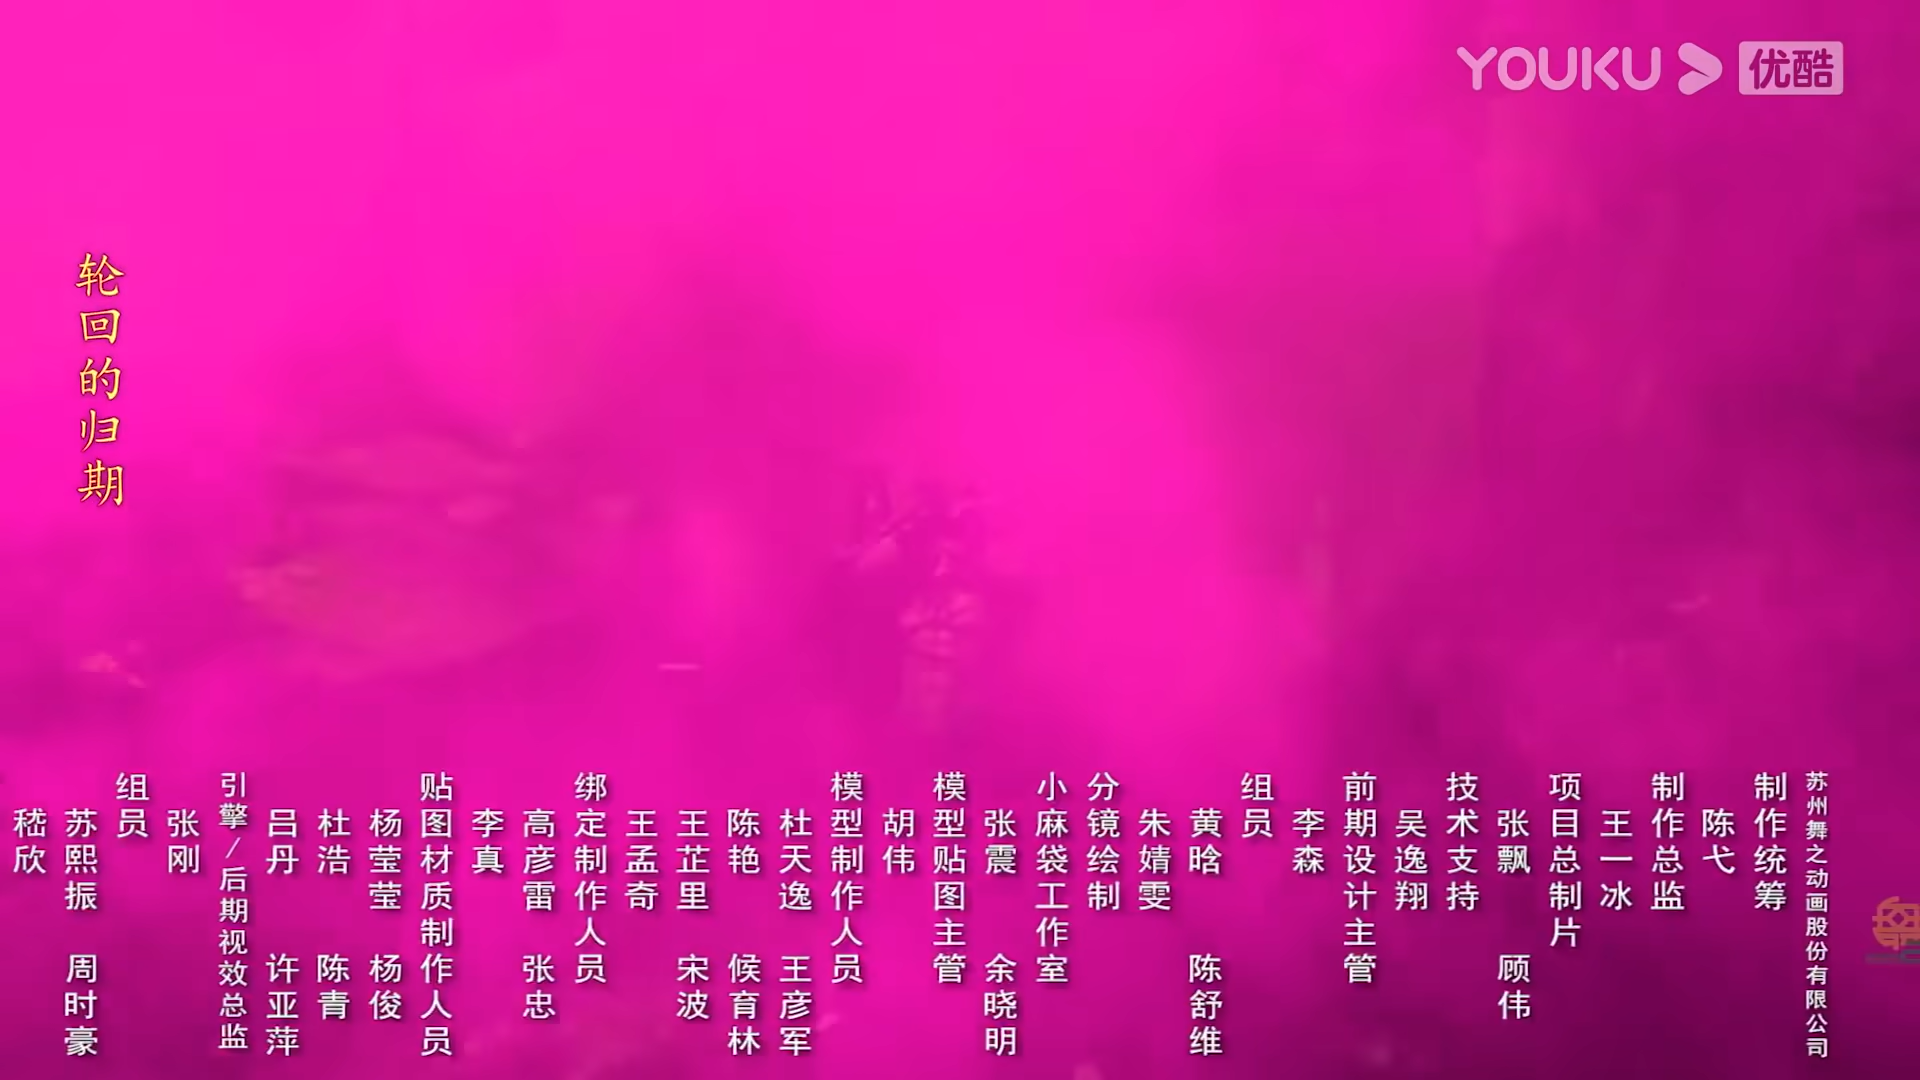 YOUKU 优酷
苏州舞之动画股份有限公司
制作统筹
陈弋
制作总监
王一冰
项目总制片
张飘 顾伟
技术支持
吴逸翔
前期设计主管
李森
组员
黄晗 陈舒维
朱婧雯
分镜绘制
小麻袋工作室
张震 余晓明
模型贴图主管
胡伟
模型制作人员
杜天逸 王彦军
陈艳 候育林
王芷里 宋波
王孟奇
绑定制作人员
高彦雷 张忠
李真
贴图材质制作人员
杨莹莹 杨俊
杜浩 陈青
吕丹 许亚萍
引擎/后期视效总监
张刚
组员
苏熙振 周时豪
嵇欣
轮回的归期